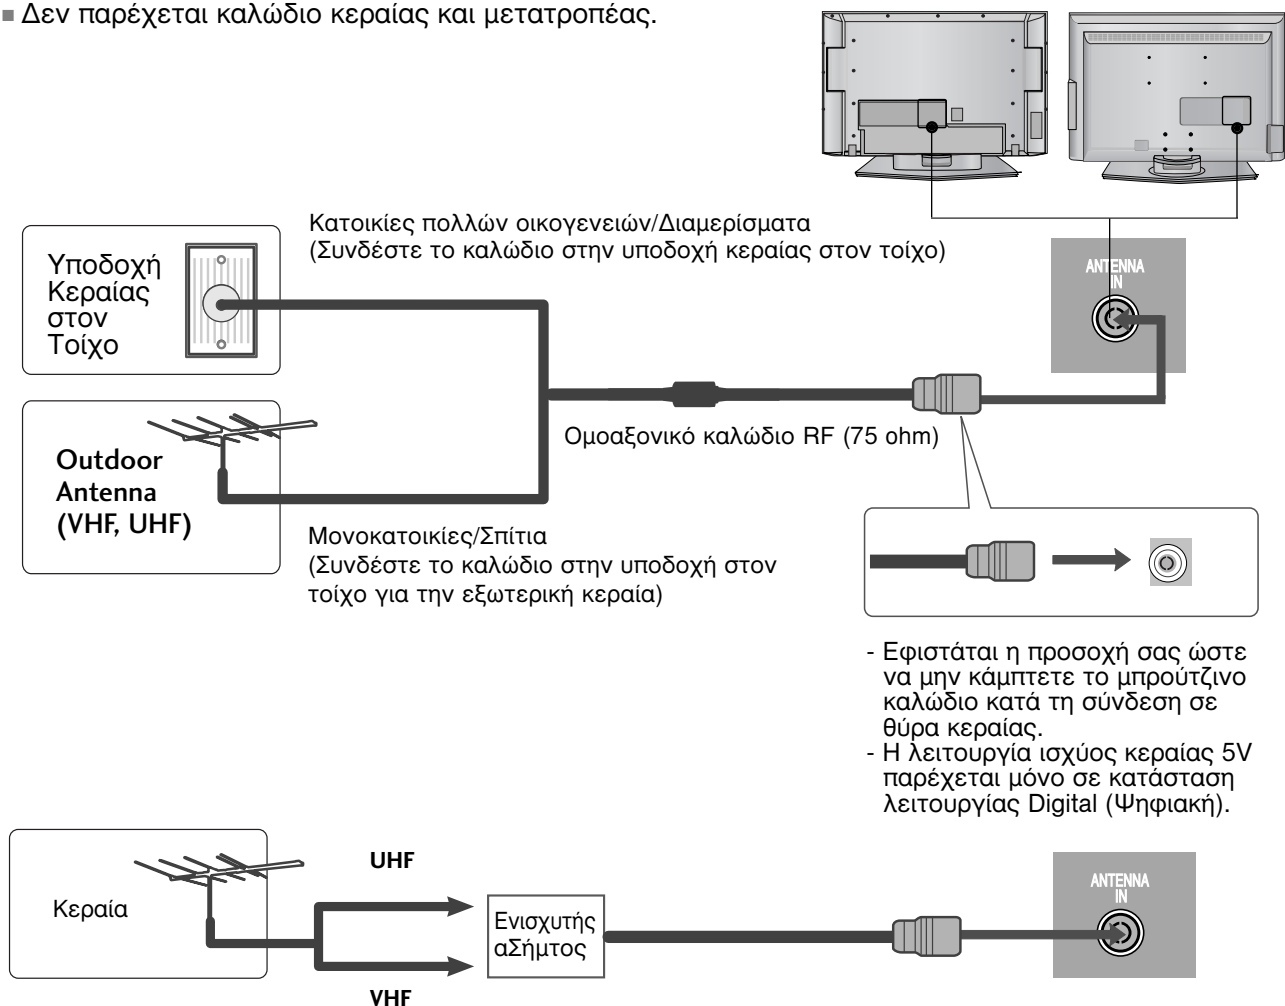 ▪ Δεν παρέχεται καλώδιο κεραίας και μετατροπέας.
Κατοικίες πολλών οικογενειών/Διαμερίσματα
(Συνδέστε το καλώδιο στην υποδοχή κεραίας στον τοίχο)
Υποδοχή
Κεραίας
στον
Τοίχο
ANTENNA
IN
Ομοαξονικό καλώδιο RF (75 ohm)
Outdoor
Antenna
(VHF, UHF)
Μονοκατοικίες/Σπίτια
(Συνδέστε το καλώδιο στην υποδοχή στον
τοίχο για την εξωτερική κεραία)
- Εφιστάται η προσοχή σας ώστε
να μην κάμπτετε το μπρούτζινο
καλώδιο κατά τη σύνδεση σε
θύρα κεραίας.
- Η λειτουργία ισχύος κεραίας 5V
παρέχεται μόνο σε κατάσταση
λειτουργίας Digital (Ψηφιακή).
Κεραία
UHF
VHF
Ενισχυτής
αΣήμτος
ANTENNA
IN